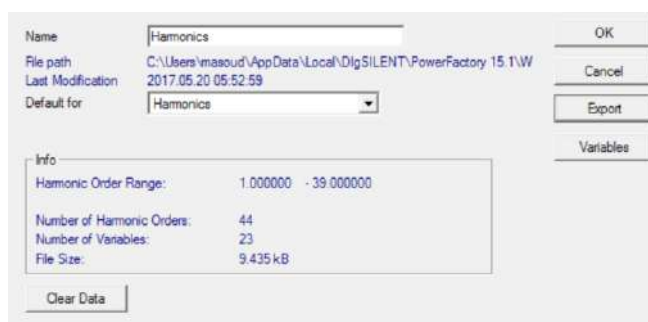 Name Harmonics OK
File path C:\Users\masoud\AppData\Local\DIgSILENT\PowerFactory 15.1\W
Last Modification 2017.05.20 05:52:59 Cancel
Default for Harmonics Export
Variables
Info
Harmonic Order Range: 1.000000 - 39.000000
Number of Harmonic Orders: 44
Number of Variables: 23
File Size: 9.435 kB
Clear Data